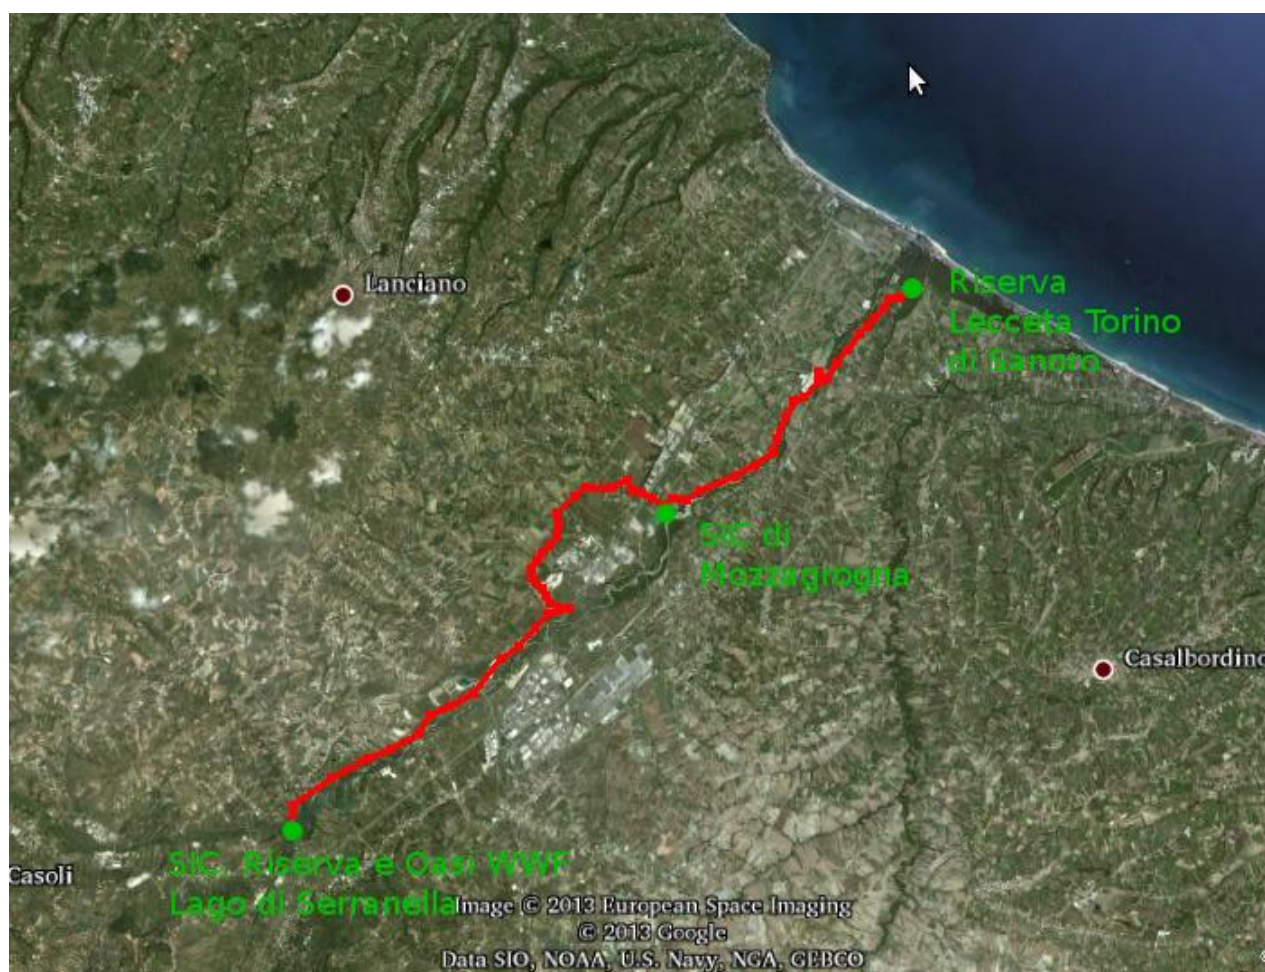 Lanciano
Riserva
Lecceta Torino
di Sangro
SIC di
Mozzagrogna
Casalbordino
SIC, Riserva e Oasi WWF
Lago di Serranella
Casoli
Image © 2013 European Space Imaging
© 2013 Google
Data SIO, NOAA, U.S. Navy, NGA, GEBCO